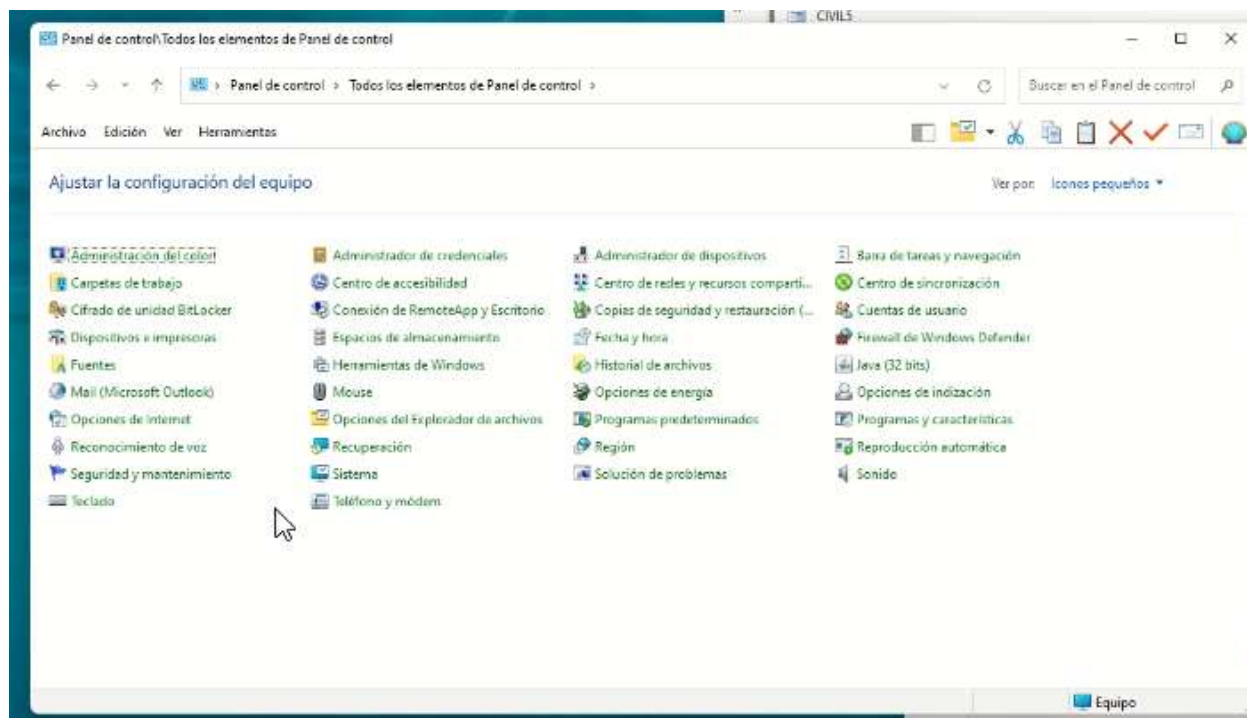 CIVIL5
Panel de control\Todos los elementos de Panel de control
Panel de control > Todos los elementos de Panel de control >
Buscar en el Panel de control
Archivo Edición Ver Herramientas
Ajustar la configuración del equipo
Ver por: Iconos pequeños
Administración del color
Administrador de credenciales
Administrador de dispositivos
Barra de tareas y navegación
Carpetas de trabajo
Centro de accesibilidad
Centro de redes y recursos comparti...
Centro de sincronización
Cifrado de unidad BitLocker
Conexión de RemoteApp y Escritorio
Copias de seguridad y restauración (...
Cuentas de usuario
Dispositivos e impresoras
Espacios de almacenamiento
Fecha y hora
Firewall de Windows Defender
Fuentes
Herramientas de Windows
Historial de archivos
Java (32 bits)
Mail (Microsoft Outlook)
Mouse
Opciones de energía
Opciones de indización
Opciones de Internet
Opciones del Explorador de archivos
Programas predeterminados
Programas y características
Reconocimiento de voz
Recuperación
Región
Reproducción automática
Seguridad y mantenimiento
Sistema
Solución de problemas
Sonido
Teclado
Teléfono y módem
Equipo